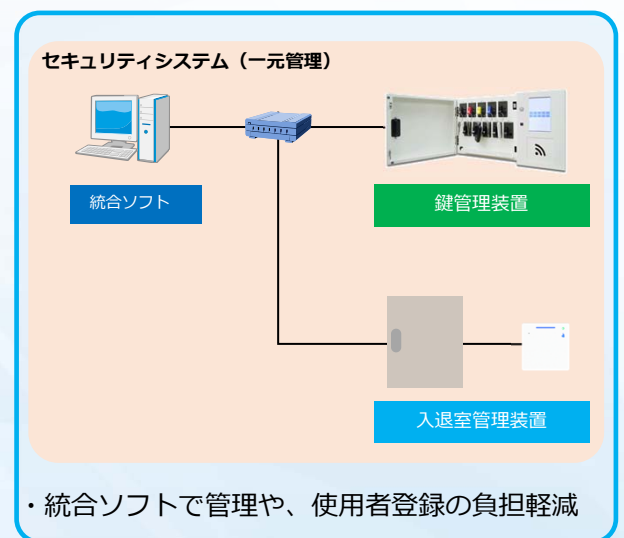 セキュリティシステム（一元管理）
統合ソフト
鍵管理装置
入退室管理装置
・統合ソフトで管理や、使用者登録の負担軽減